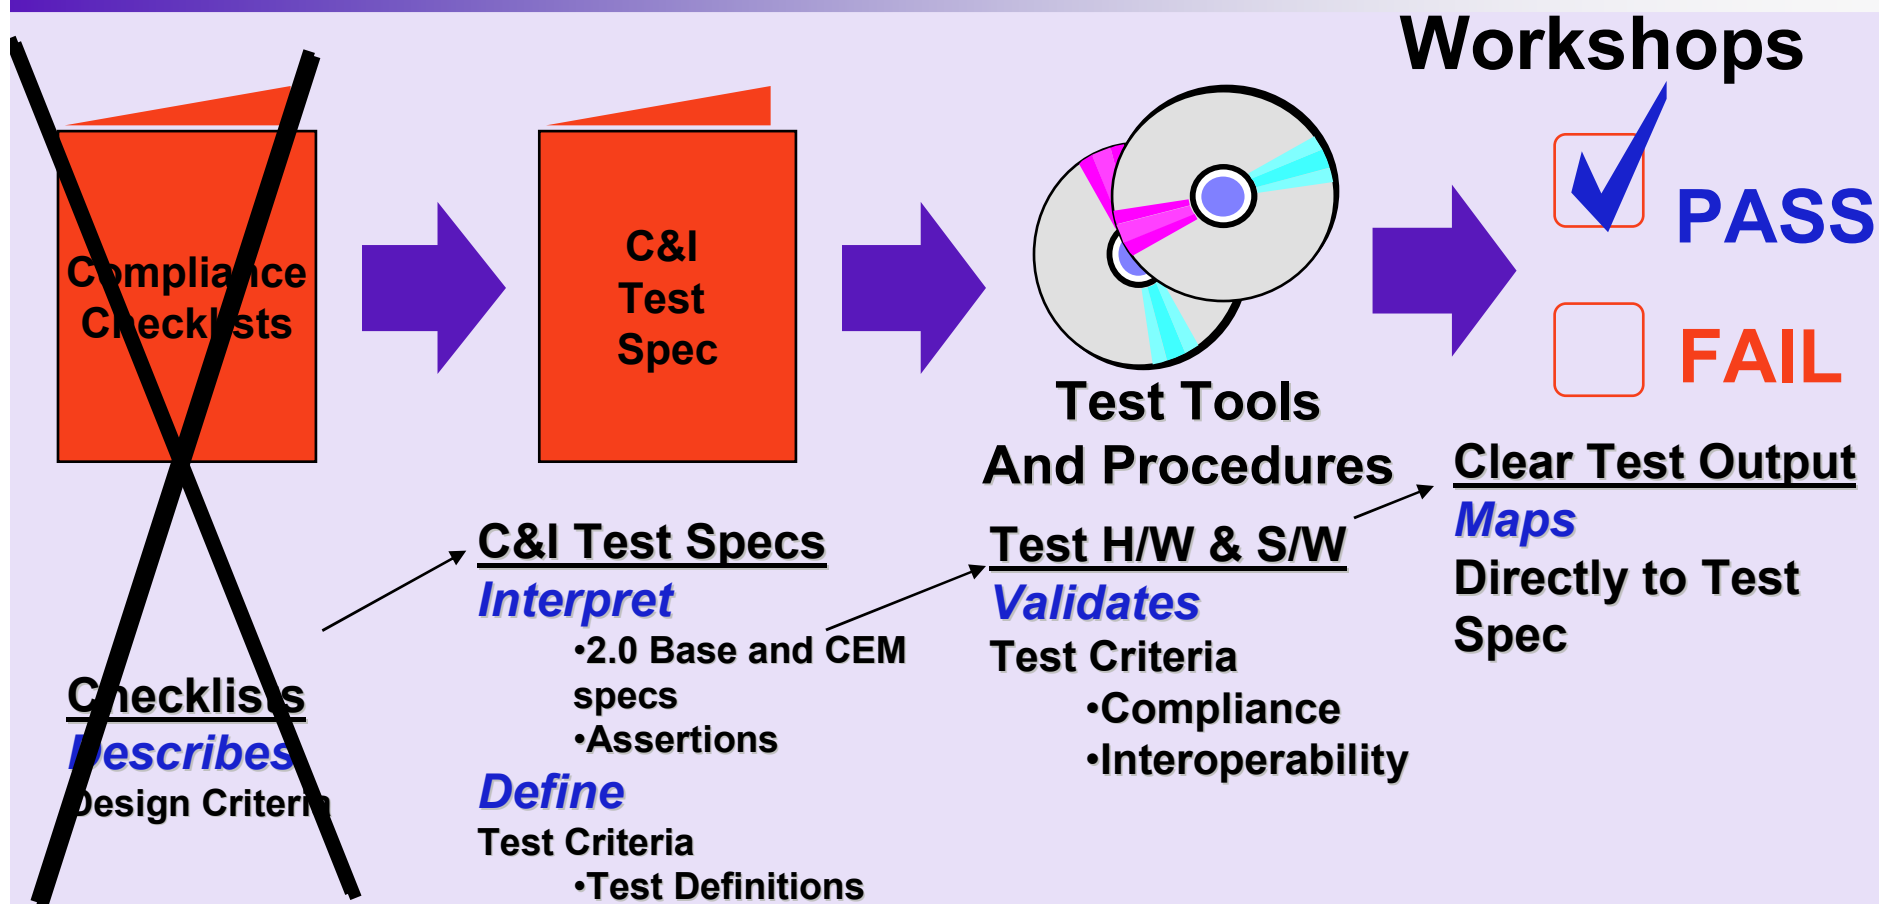 Workshops
Compliance
Checklists
C&I
Test
Spec
Test Tools
And Procedures
PASS
FAIL
Checklists
Describes
Design Criteria
C&I Test Specs
Interpret
•2.0 Base and CEM
specs
•Assertions
Define
Test Criteria
•Test Definitions
Test H/W & S/W
Validates
Test Criteria
•Compliance
•Interoperability
Clear Test Output
Maps
Directly to Test
Spec